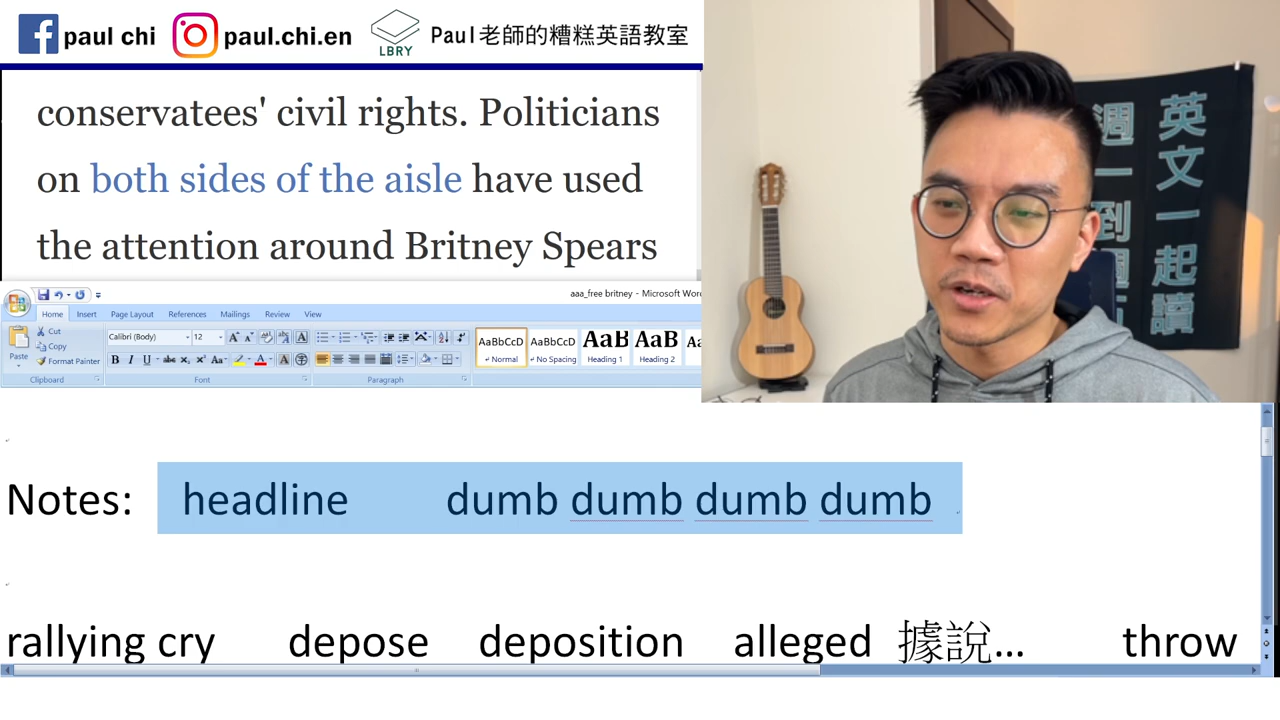 paul chi paul.chi.en LBRY Paul老師的糟糕英語教室
conservatees' civil rights. Politicians
on both sides of the aisle have used
the attention around Britney Spears
aaa_free britney - Microsoft Word
Home Insert Page Layout References Mailings Review View
Paste Cut Copy Format Painter
Calibri (Body) 12
AaBbCcD AaBbCcD AaB AaB
Normal No Spacing Heading 1 Heading 2
Clipboard Font Paragraph
Notes: headline dumb dumb dumb dumb
rallying cry depose deposition alleged 據說... throw
英文一起讀
週一到週